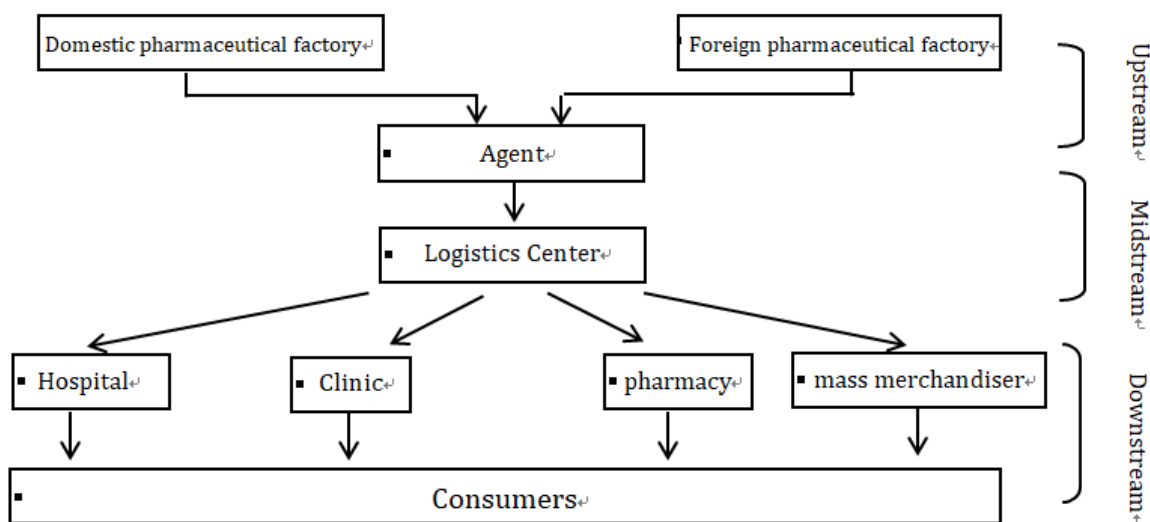 Domestic pharmaceutical factory
Foreign pharmaceutical factory
Upstream
Agent
Midstream
Logistics Center
Hospital
Clinic
pharmacy
mass merchandiser
Downstream
Consumers